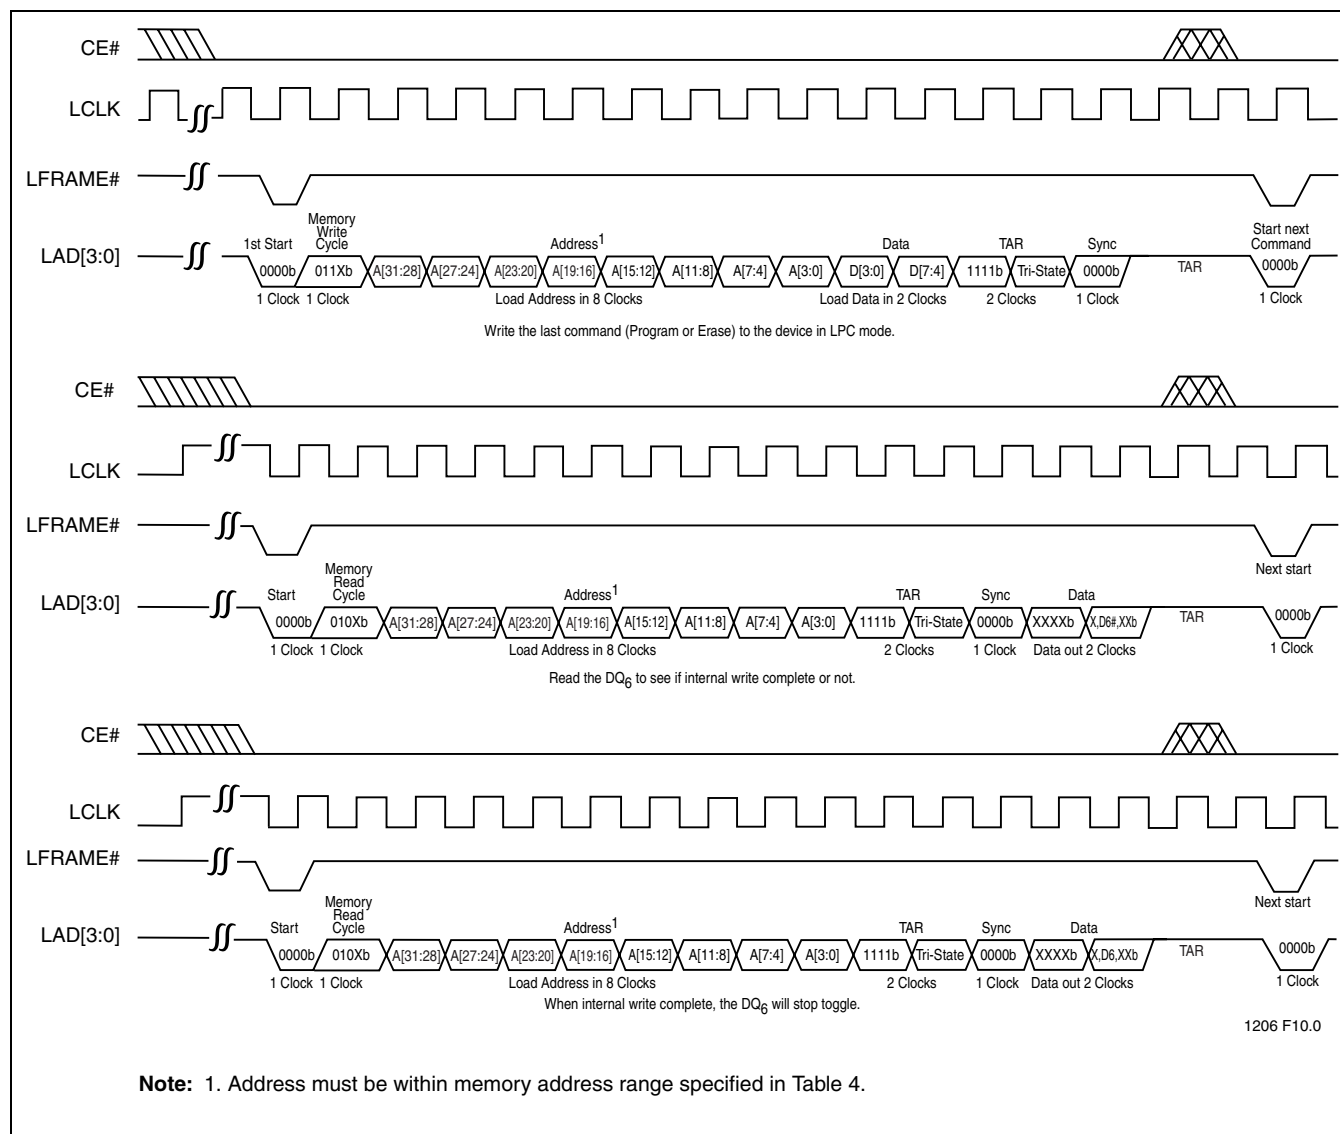 CE#
LCLK
LFRAME#
Memory
Write
Cycle
1st Start
Address1
Data
TAR
Sync
Start next
Command
LAD[3:0]
0000b
011Xb
A[31:28]
A[27:24]
A[23:20]
A[19:16]
A[15:12]
A[11:8]
A[7:4]
A[3:0]
D[3:0]
D[7:4]
1111b
Tri-State
0000b
TAR
0000b
1 Clock
1 Clock
Load Address in 8 Clocks
Load Data in 2 Clocks
2 Clocks
1 Clock
1 Clock
Write the last command (Program or Erase) to the device in LPC mode.
CE#
LCLK
LFRAME#
Next start
Memory
Read
Cycle
Start
Address1
TAR
Sync
Data
LAD[3:0]
0000b
010Xb
A[31:28]
A[27:24]
A[23:20]
A[19:16]
A[15:12]
A[11:8]
A[7:4]
A[3:0]
1111b
Tri-State
0000b
XXXXb
X,D6#,XXb
TAR
0000b
1 Clock
1 Clock
Load Address in 8 Clocks
2 Clocks
1 Clock
Data out 2 Clocks
1 Clock
Read the DQ6 to see if internal write complete or not.
CE#
LCLK
LFRAME#
Next start
Memory
Read
Cycle
Start
Address1
TAR
Sync
Data
LAD[3:0]
0000b
010Xb
A[31:28]
A[27:24]
A[23:20]
A[19:16]
A[15:12]
A[11:8]
A[7:4]
A[3:0]
1111b
Tri-State
0000b
XXXXb
X,D6,XXb
TAR
0000b
1 Clock
1 Clock
Load Address in 8 Clocks
2 Clocks
1 Clock
Data out 2 Clocks
1 Clock
When internal write complete, the DQ6 will stop toggle.
1206 F10.0
Note: 1. Address must be within memory address range specified in Table 4.